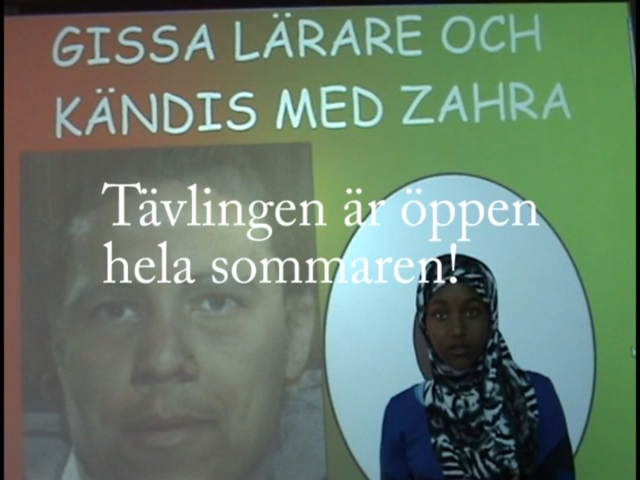 GISSA LÄRARE OCH
KÄNDIS MED ZAHRA
Tävlingen är öppen
hela sommaren!